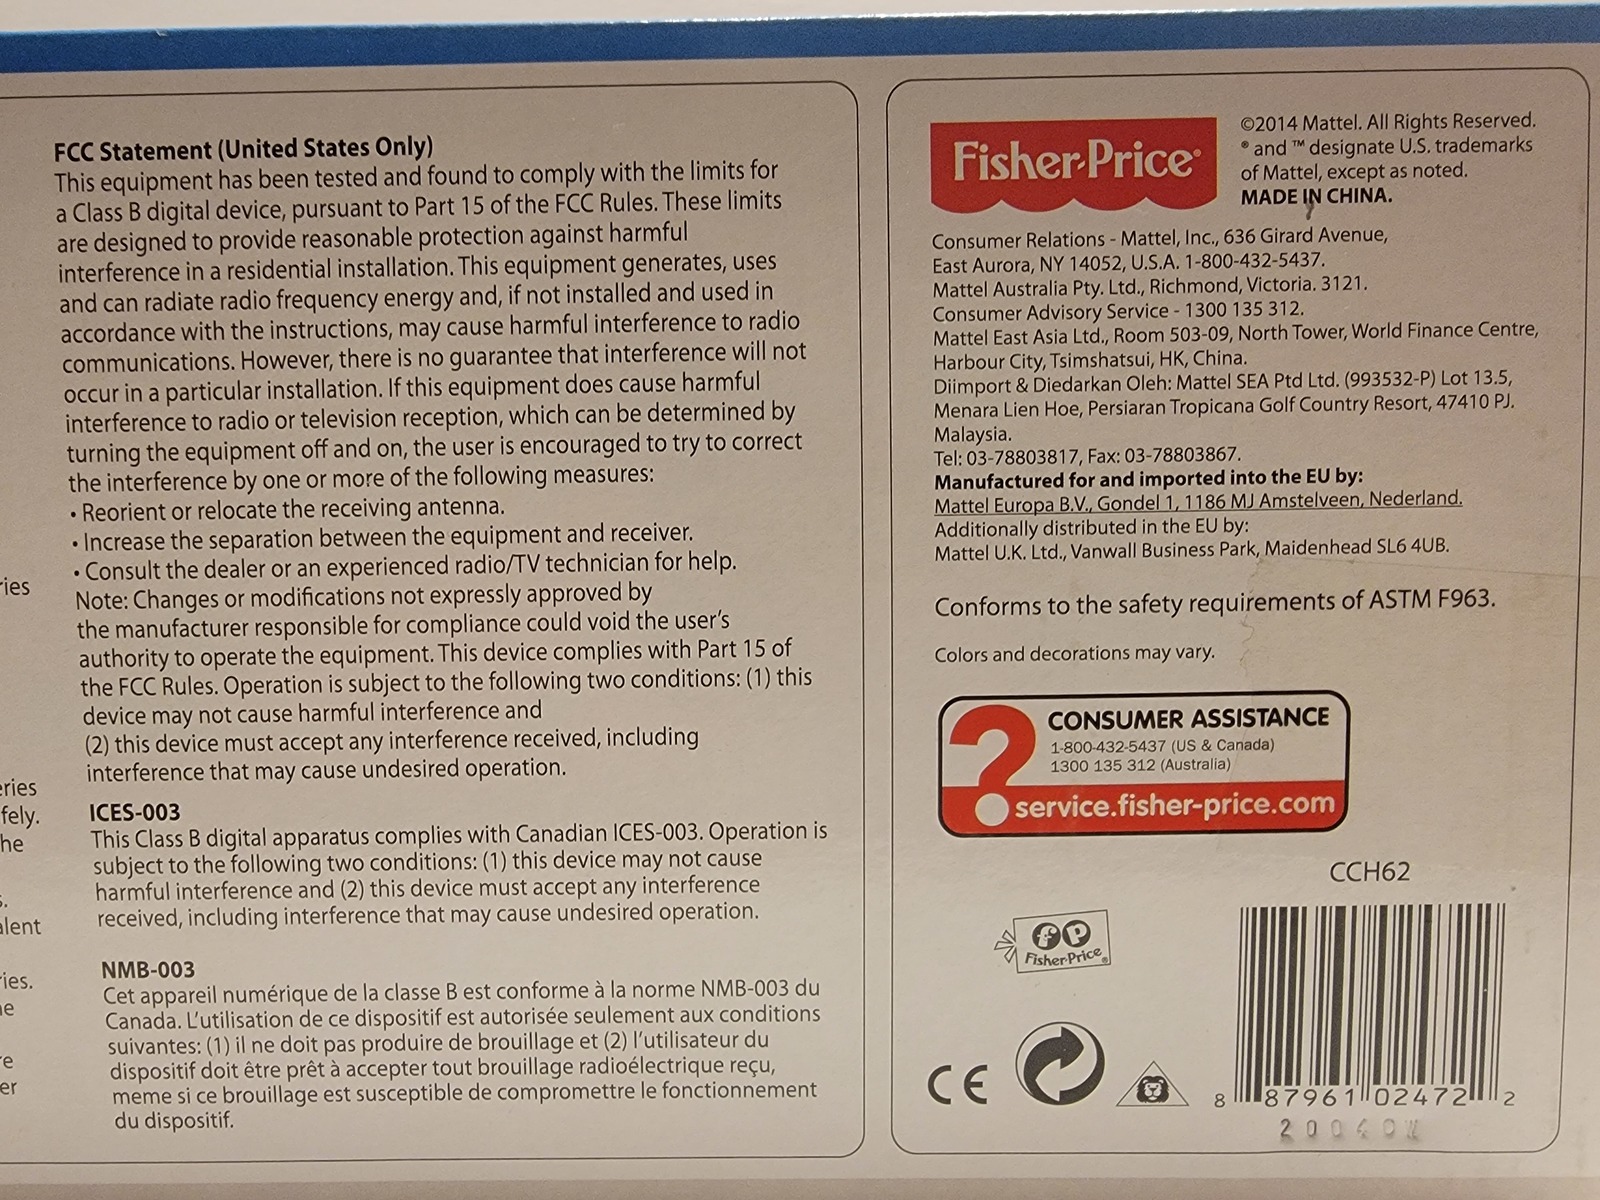 FCC Statement (United States Only)
This equipment has been tested and found to comply with the limits for
a Class B digital device, pursuant to Part 15 of the FCC Rules. These limits
are designed to provide reasonable protection against harmful
interference in a residential installation. This equipment generates, uses
and can radiate radio frequency energy and, if not installed and used in
accordance with the instructions, may cause harmful interference to radio
communications. However, there is no guarantee that interference will not
occur in a particular installation. If this equipment does cause harmful
interference to radio or television reception, which can be determined by
turning the equipment off and on, the user is encouraged to try to correct
the interference by one or more of the following measures:
• Reorient or relocate the receiving antenna.
• Increase the separation between the equipment and receiver.
• Consult the dealer or an experienced radio/TV technician for help.
Note: Changes or modifications not expressly approved by
the manufacturer responsible for compliance could void the user's
authority to operate the equipment. This device complies with Part 15 of
the FCC Rules. Operation is subject to the following two conditions: (1) this
device may not cause harmful interference and
(2) this device must accept any interference received, including
interference that may cause undesired operation.
ICES-003
This Class B digital apparatus complies with Canadian ICES-003. Operation is
subject to the following two conditions: (1) this device may not cause
harmful interference and (2) this device must accept any interference
received, including interference that may cause undesired operation.
NMB-003
Cet appareil numérique de la classe B est conforme à la norme NMB-003 du
Canada. L'utilisation de ce dispositif est autorisée seulement aux conditions
suivantes: (1) il ne doit pas produire de brouillage et (2) l'utilisateur du
dispositif doit être prêt à accepter tout brouillage radioélectrique reçu,
meme si ce brouillage est susceptible de compromettre le fonctionnement
du dispositif.
Fisher-Price®
©2014 Mattel. All Rights Reserved.
® and ™ designate U.S. trademarks
of Mattel, except as noted.
MADE IN CHINA.
Consumer Relations - Mattel, Inc., 636 Girard Avenue,
East Aurora, NY 14052, U.S.A. 1-800-432-5437.
Mattel Australia Pty. Ltd., Richmond, Victoria. 3121.
Consumer Advisory Service - 1300 135 312.
Mattel East Asia Ltd., Room 503-09, North Tower, World Finance Centre,
Harbour City, Tsimshatsui, HK, China.
Diimport & Diedarkan Oleh: Mattel SEA Ptd Ltd. (993532-P) Lot 13.5,
Menara Lien Hoe, Persiaran Tropicana Golf Country Resort, 47410 PJ.
Malaysia.
Tel: 03-78803817, Fax: 03-78803867.
Manufactured for and imported into the EU by:
Mattel Europa B.V., Gondel 1, 1186 MJ Amstelveen, Nederland.
Additionally distributed in the EU by:
Mattel U.K. Ltd., Vanwall Business Park, Maidenhead SL6 4UB.
Conforms to the safety requirements of ASTM F963.
Colors and decorations may vary.
? CONSUMER ASSISTANCE
1-800-432-5437 (US & Canada)
1300 135 312 (Australia)
service.fisher-price.com
CCH62
fP
Fisher-Price®
CE
8 87961 02472 2